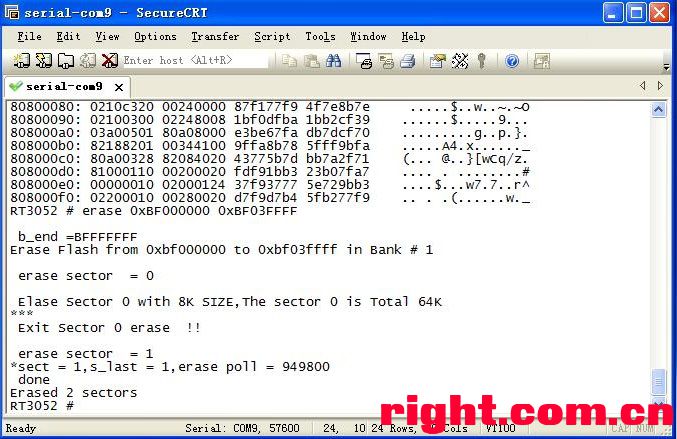 serial-com9 - SecureCRT
File Edit View Options Transfer Script Tools Window Help
Enter host <Alt+R>
serial-com9
80800080: 0210c320 00240000 87f177f9 4f7e8b7e .....$..w..~.~O
80800090: 02100300 02248008 1bf0dfba 1bb2cf39 ......$.....9...
808000a0: 03a00501 80a08000 e3be67fa db7dcf70 .........g..p.}.
808000b0: 82188201 00344100 9ffa8b78 5fff9bfa .....A4.x......_
808000c0: 80a00328 82084020 43775b7d bb7a2f71 (... @..}[wCq/z.
808000d0: 81000110 00200020 fdf91bb3 23b07fa7 .... . ........#
808000e0: 00000010 02000124 37f93777 5e729bb3 ....$...w7.7..r^
808000f0: 02200010 00280020 d7f9d7b4 5fb277f9 .. . .(......w._
RT3052 # erase 0xBF000000 0xBF03FFFF
b_end =BFFFFFFF
Erase Flash from 0xbf000000 to 0xbf03ffff in Bank # 1
erase sector = 0
Elase Sector 0 with 8K SIZE,The sector 0 is Total 64K
***
Exit Sector 0 erase !!
erase sector = 1
*sect = 1,s_last = 1,erase poll = 949800
done
Erased 2 sectors
RT3052 #
right.com.cn
Ready Serial: COM9, 57600 24, 10 24 Rows, Cols VT100 CAP NUM